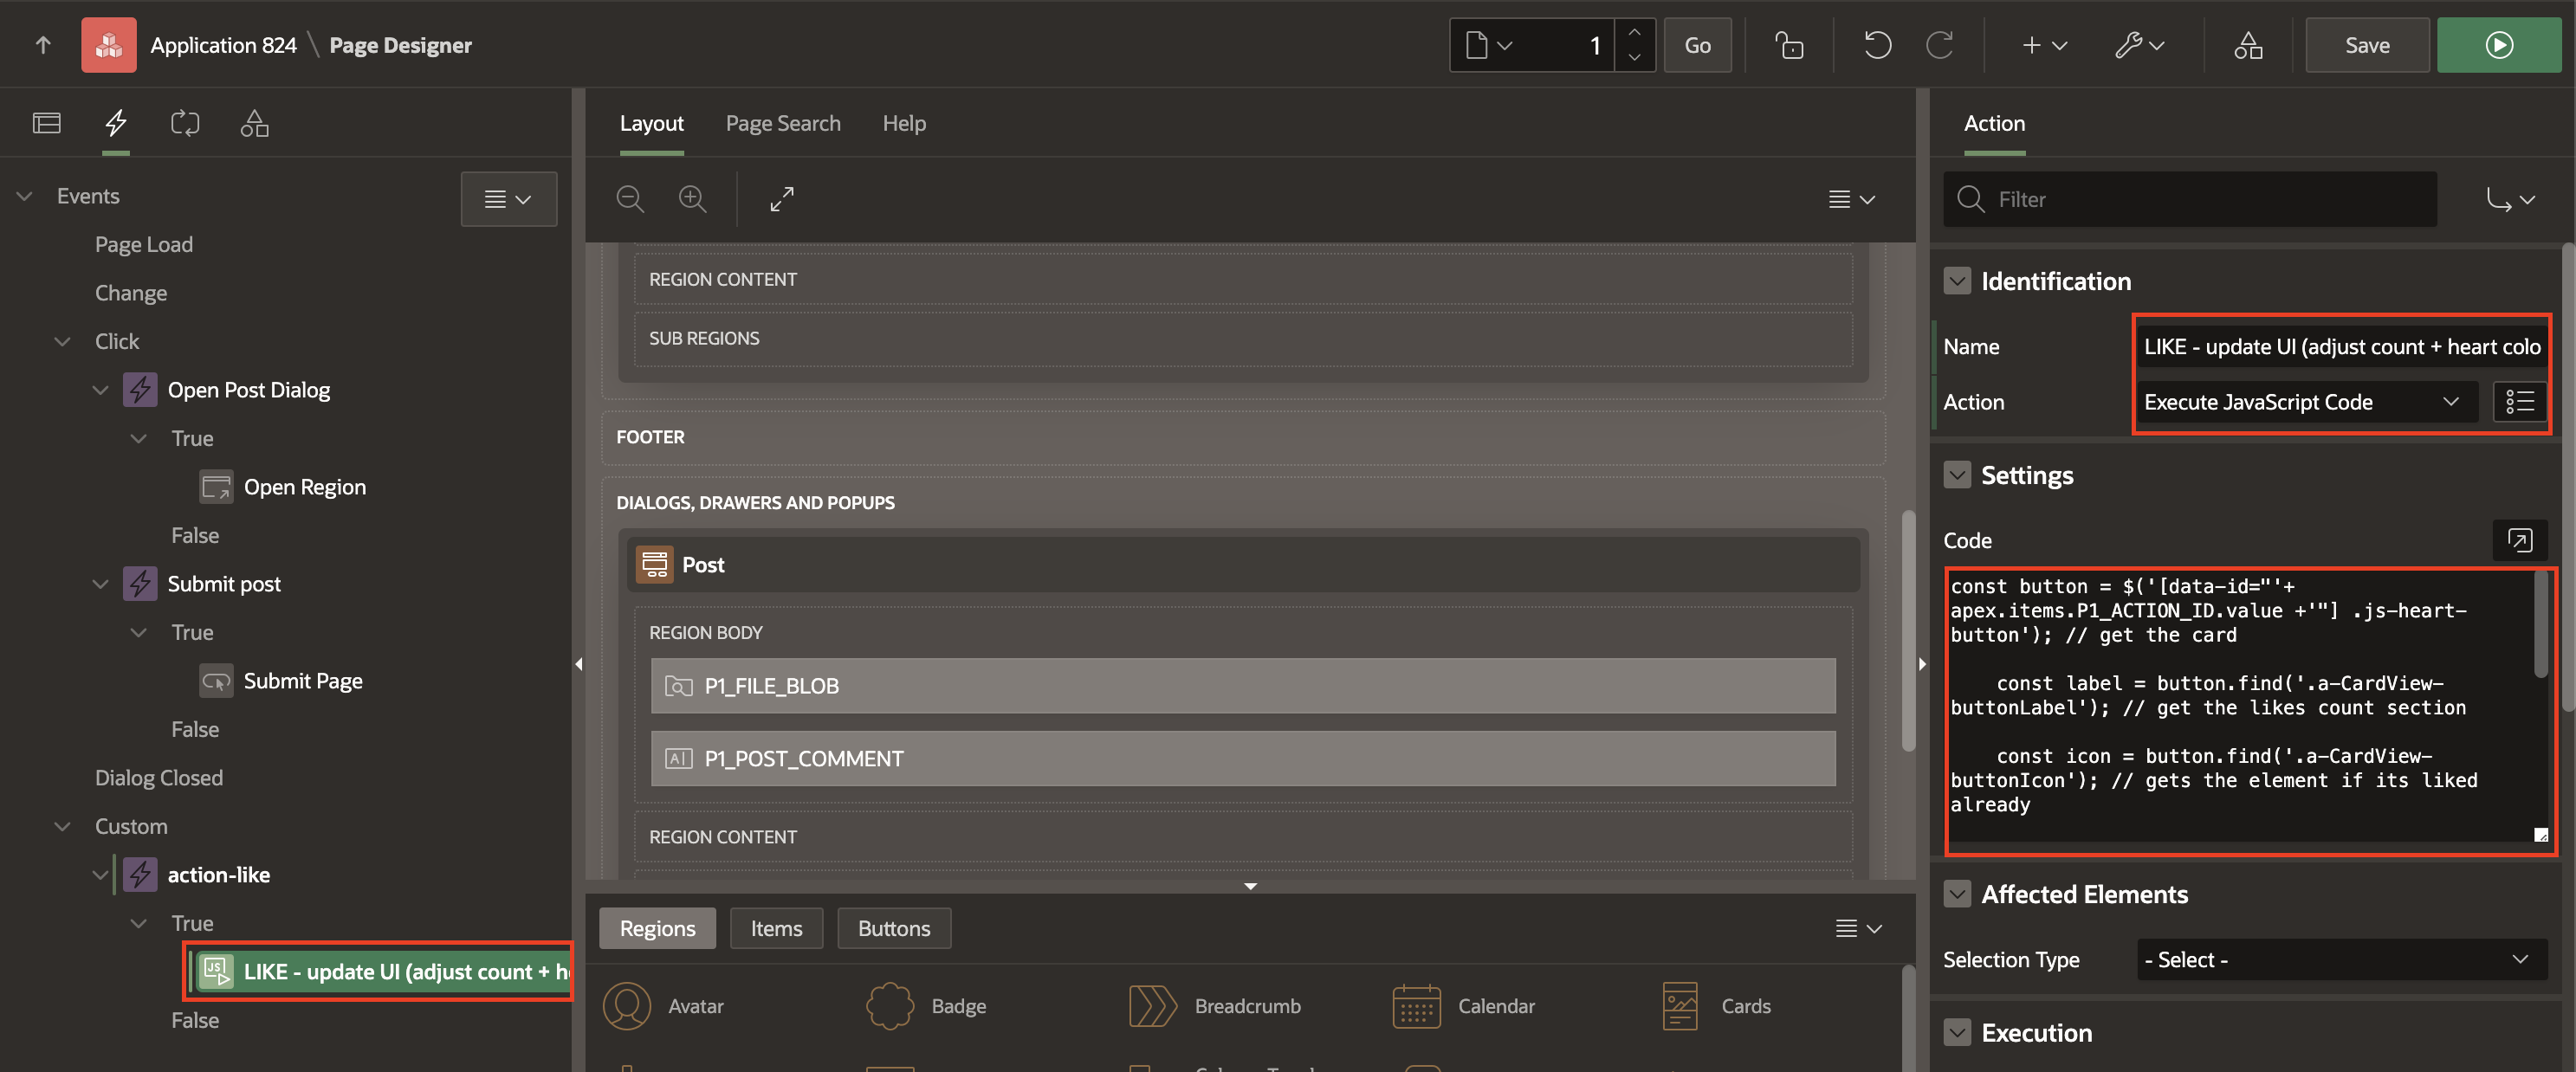 Application 824 \ Page Designer
1
Go
Save
Events
Page Load
Change
Click
Open Post Dialog
True
Open Region
False
Submit post
True
Submit Page
False
Dialog Closed
Custom
action-like
True
LIKE - update UI (adjust count + he
False
Layout
Page Search
Help
REGION CONTENT
SUB REGIONS
FOOTER
DIALOGS, DRAWERS AND POPUPS
Post
REGION BODY
P1_FILE_BLOB
P1_POST_COMMENT
REGION CONTENT
Regions
Items
Buttons
Avatar
Badge
Breadcrumb
Calendar
Cards
Action
Filter
Identification
Name
LIKE - update UI (adjust count + heart colo
Action
Execute JavaScript Code
Settings
Code
const button = $('[data-id="'+
apex.items.P1_ACTION_ID.value +'"] .js-heart-
button'); // get the card
const label = button.find('.a-CardView-
buttonLabel'); // get the likes count section
const icon = button.find('.a-CardView-
buttonIcon'); // gets the element if its liked
already
Affected Elements
Selection Type
- Select -
Execution